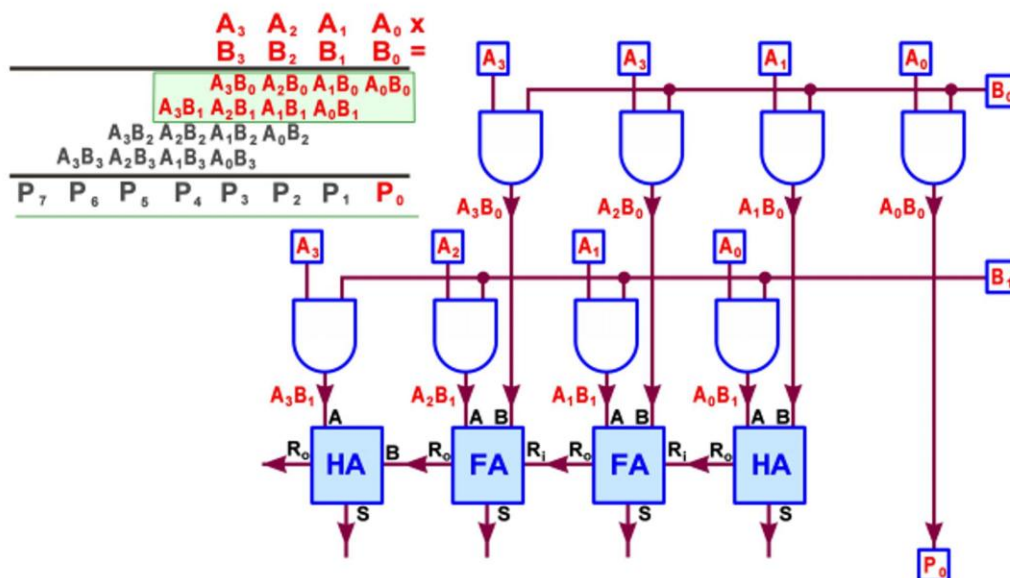 A₃ A₂ A₁ A₀ x
B₃ B₂ B₁ B₀ =
A₃B₀ A₂B₀ A₁B₀ A₀B₀
A₃B₁ A₂B₁ A₁B₁ A₀B₁
A₃B₂ A₂B₂ A₁B₂ A₀B₂
A₃B₃ A₂B₃ A₁B₃ A₀B₃
P₇ P₆ P₅ P₄ P₃ P₂ P₁ P₀
A₃ A₃ A₁ A₀
B₀
A₃B₀ A₂B₀ A₁B₀ A₀B₀
A₃ A₂ A₁ A₀
B₁
A₃B₁ A₂B₁ A₁B₁ A₀B₁
A A B A B A B
Rₒ HA B Rₒ FA Rᵢ Rₒ FA Rᵢ Rₒ HA
S S S S
P₀